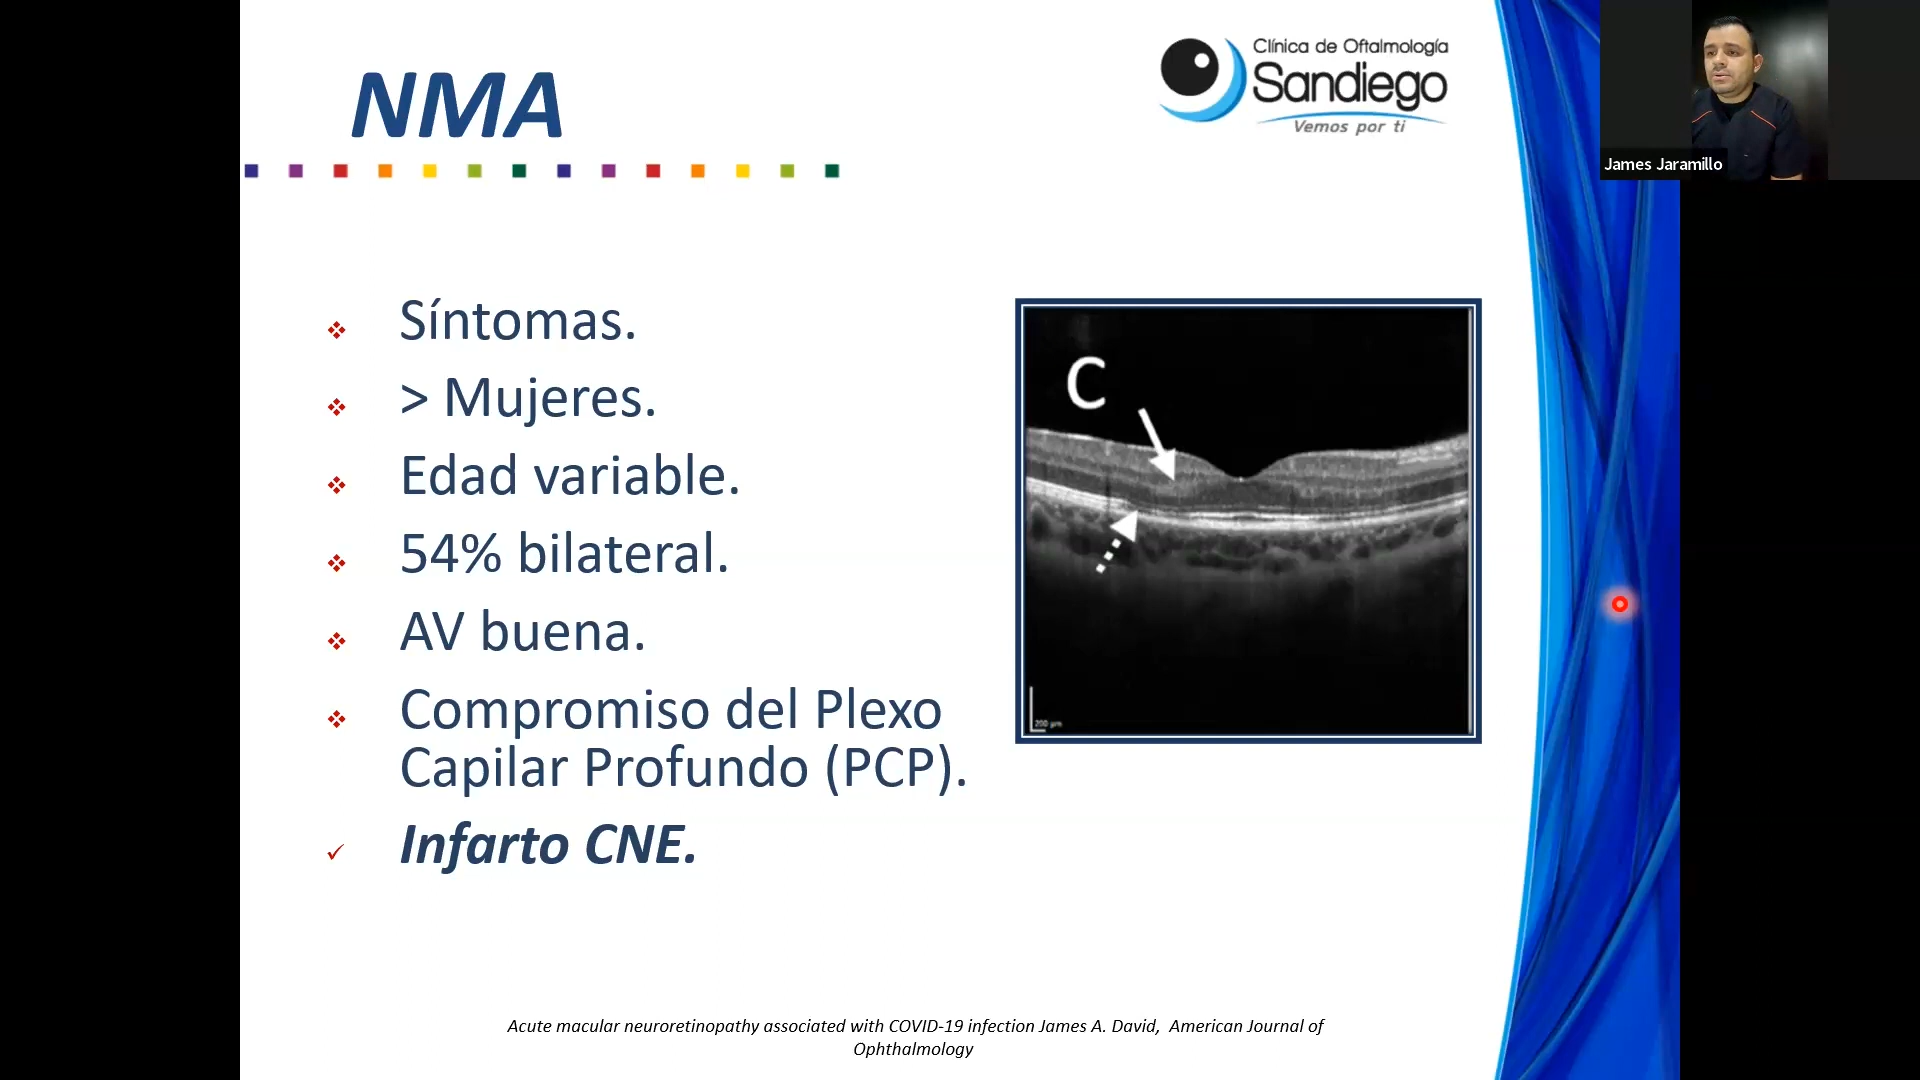 NMA
Clínica de Oftalmología
Sandiego
Vemos por ti
James Jaramillo
Síntomas.
> Mujeres.
Edad variable.
54% bilateral.
AV buena.
Compromiso del Plexo
Capilar Profundo (PCP).
Infarto CNE.
C
200 µm
Acute macular neuroretinopathy associated with COVID-19 infection James A. David, American Journal of
Ophthalmology